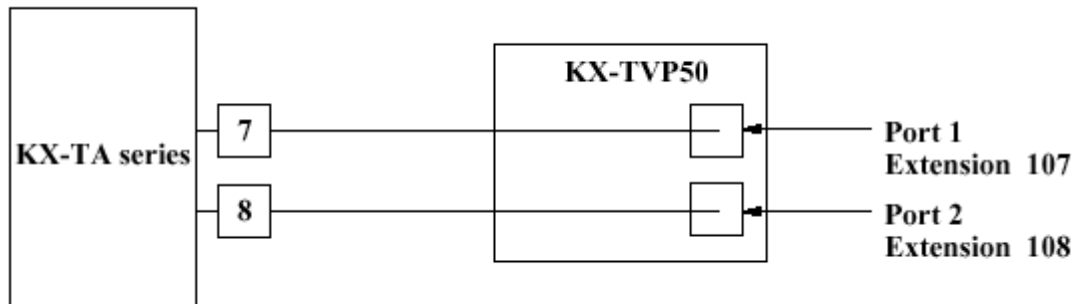 KX-TVP50
7
Port 1
KX-TA series
Extension 107
8
Port 2
Extension 108